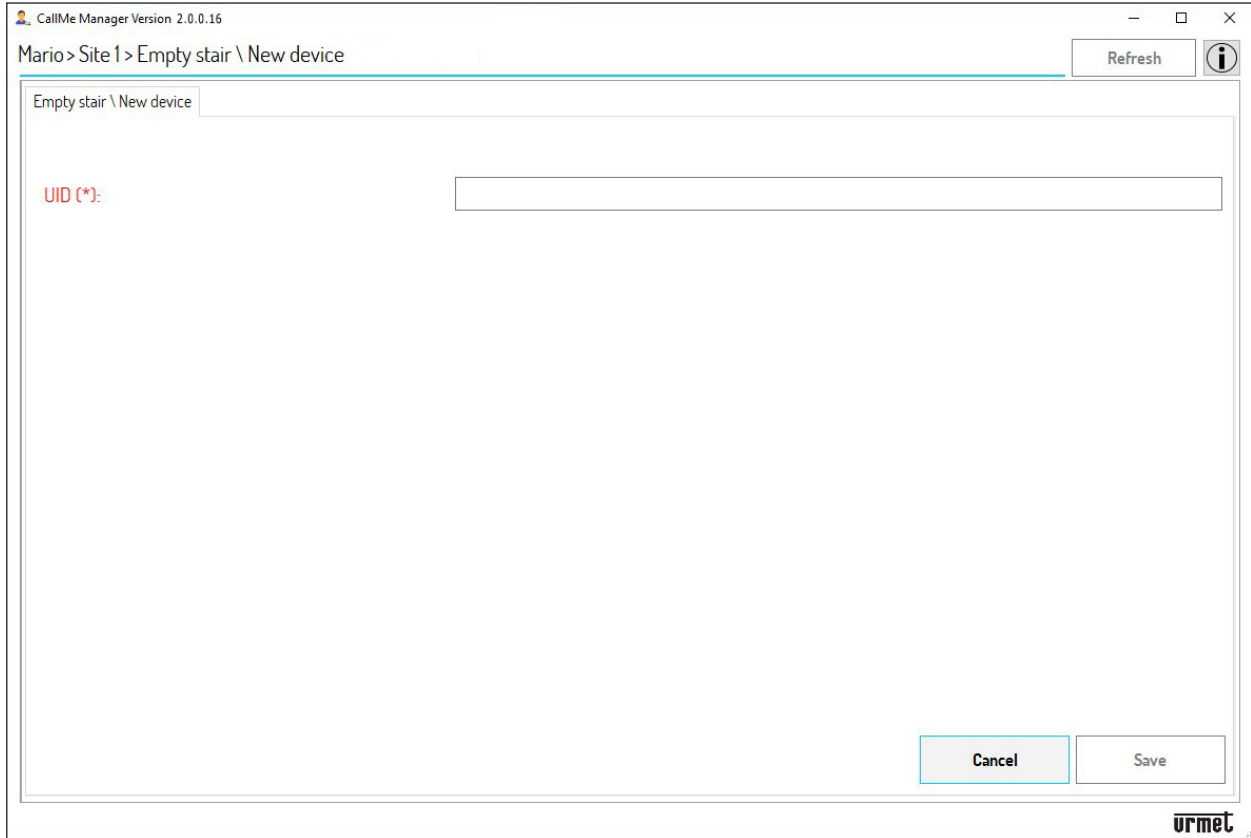 CallMe Manager Version 2.0.0.16
Mario > Site 1 > Empty stair \ New device
Refresh
i
Empty stair \ New device
UID (*):
Cancel
Save
urmet